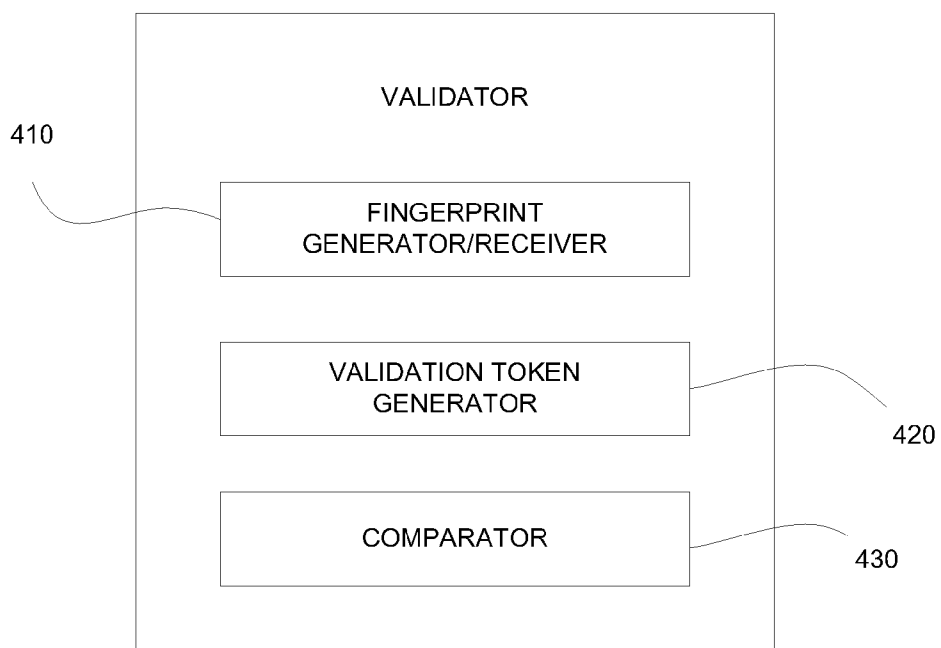 VALIDATOR
410
FINGERPRINT
GENERATOR/RECEIVER
VALIDATION TOKEN
GENERATOR
420
COMPARATOR
430